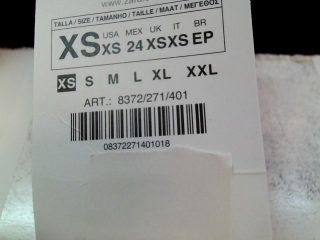 TALLA / SIZE / TAMANHO / TAILLE / MAAT / ΜΕΓΕΘΟΣ
USA MEX UK IT BR
XS XS 24 XS XS EP
XS S M L XL XXL
ART.: 8372/271/401
08372271401018